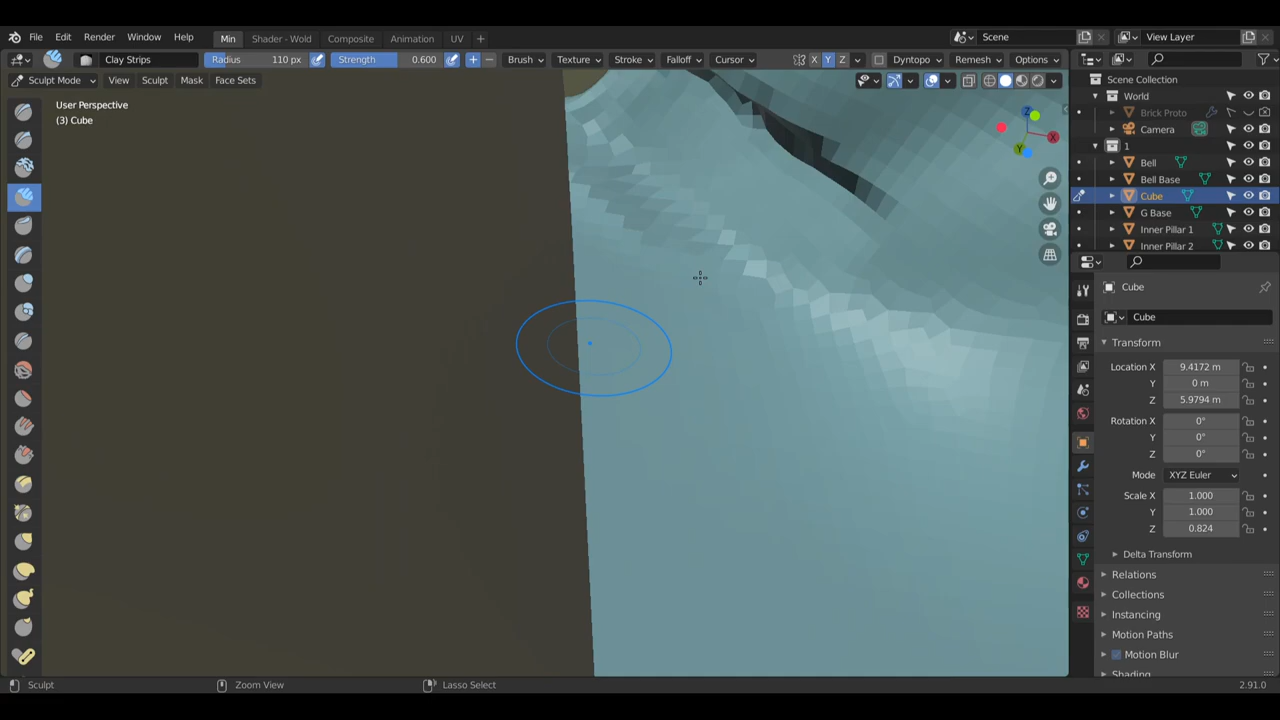 File Edit Render Window Help Min Shader - Wold Composite Animation UV + Scene View Layer
Clay Strips Radius 110 px Strength 0.600 + − Brush Texture Stroke Falloff Cursor X Y Z Dyntopo Remesh Options
Sculpt Mode View Sculpt Mask Face Sets
Scene Collection
World
Brick Proto
Camera
1
Bell
Bell Base
Cube
G Base
Inner Pillar 1
Inner Pillar 2
User Perspective
(3) Cube
Z
X
Y
Cube
Cube
Transform
Location X 9.4172 m
Y 0 m
Z 5.9794 m
Rotation X 0°
Y 0°
Z 0°
Mode XYZ Euler
Scale X 1.000
Y 1.000
Z 0.824
Delta Transform
Relations
Collections
Instancing
Motion Paths
Motion Blur
Shading
Sculpt Zoom View Lasso Select 2.91.0